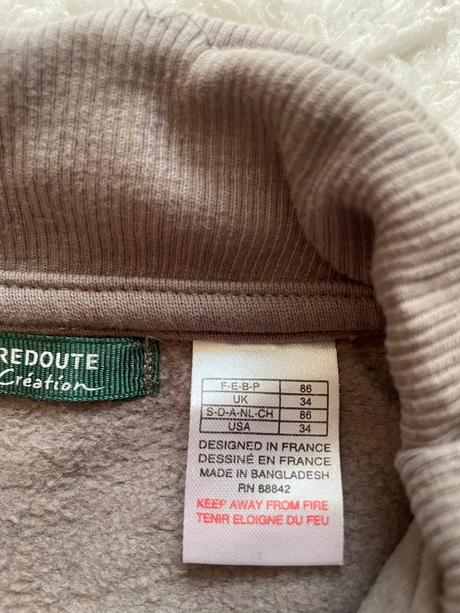 REDOUTE
Création
F-E-B-P 86
UK 34
S-D-A-NL-CH 86
USA 34
DESIGNED IN FRANCE
DESSINÉ EN FRANCE
MADE IN BANGLADESH
RN 88842
KEEP AWAY FROM FIRE
TENIR ELOIGNE DU FEU